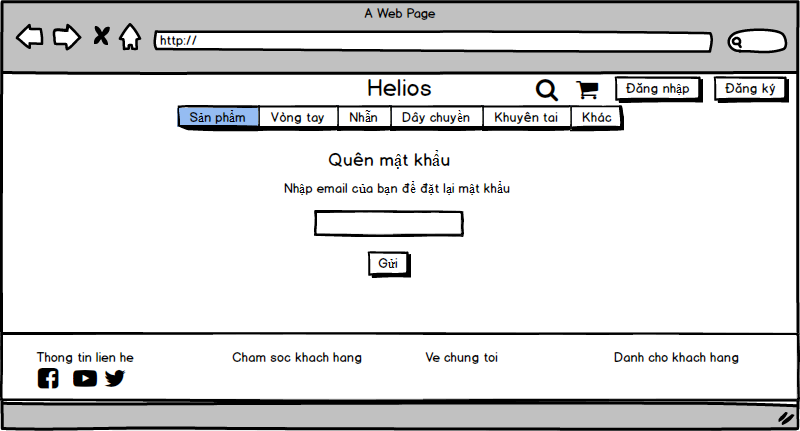 A Web Page
http://
Helios
Đăng nhập
Đăng ký
Sản phẩm
Vòng tay
Nhẫn
Dây chuyền
Khuyên tai
Khác
Quên mật khẩu
Nhập email của bạn để đặt lại mật khẩu
Gửi
Thong tin lien he
Cham soc khach hang
Ve chung toi
Danh cho khach hang